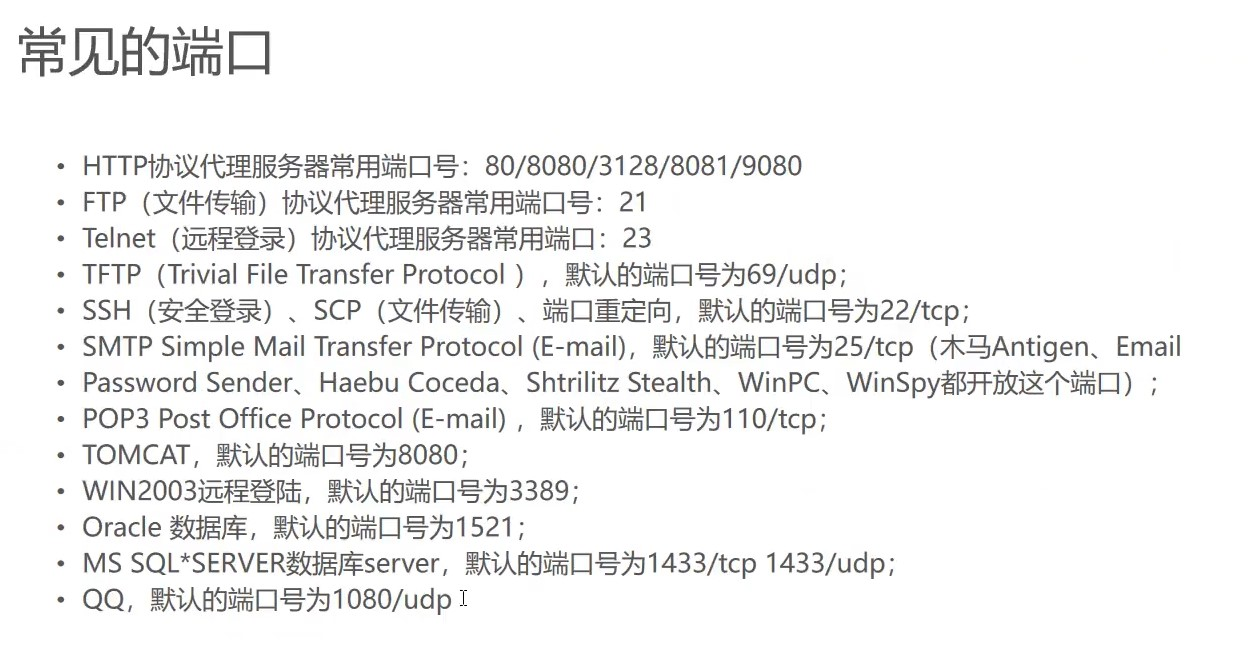 常见的端口
• HTTP协议代理服务器常用端口号：80/8080/3128/8081/9080
• FTP（文件传输）协议代理服务器常用端口号：21
• Telnet（远程登录）协议代理服务器常用端口：23
• TFTP（Trivial File Transfer Protocol ），默认的端口号为69/udp；
• SSH（安全登录）、SCP（文件传输）、端口重定向，默认的端口号为22/tcp；
• SMTP Simple Mail Transfer Protocol (E-mail)，默认的端口号为25/tcp（木马Antigen、Email
• Password Sender、Haebu Coceda、Shtrilitz Stealth、WinPC、WinSpy都开放这个端口）；
• POP3 Post Office Protocol (E-mail) ，默认的端口号为110/tcp；
• TOMCAT，默认的端口号为8080；
• WIN2003远程登陆，默认的端口号为3389；
• Oracle 数据库，默认的端口号为1521；
• MS SQL*SERVER数据库server，默认的端口号为1433/tcp 1433/udp；
• QQ，默认的端口号为1080/udp